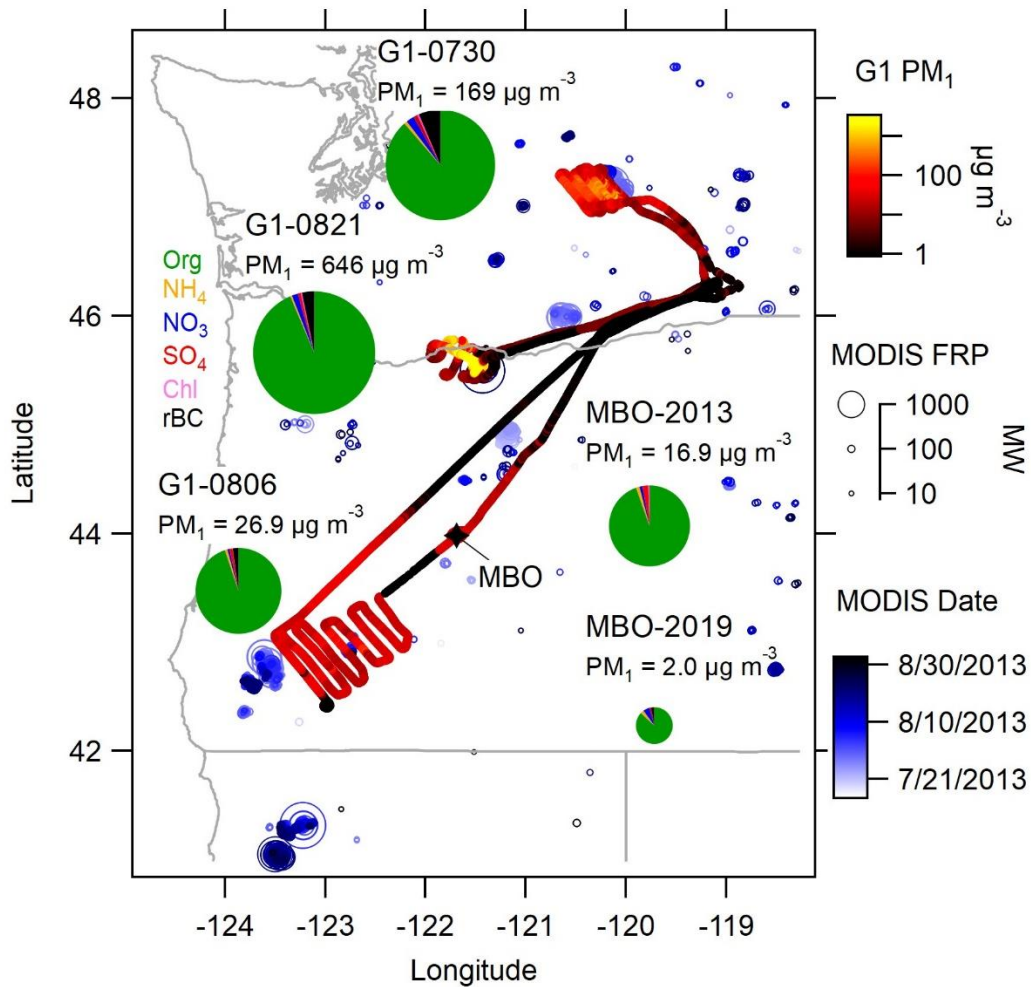 G1-0730
PM₁ = 169 µg m⁻³
G1-0821
PM₁ = 646 µg m⁻³
Org
NH₄
NO₃
SO₄
Chl
rBC
G1-0806
PM₁ = 26.9 µg m⁻³
MBO-2013
PM₁ = 16.9 µg m⁻³
MBO
MBO-2019
PM₁ = 2.0 µg m⁻³
48
46
44
42
Latitude
-124
-123
-122
-121
-120
-119
Longitude
G1 PM₁
100
1
µg m⁻³
MODIS FRP
1000
100
10
MW
MODIS Date
8/30/2013
8/10/2013
7/21/2013